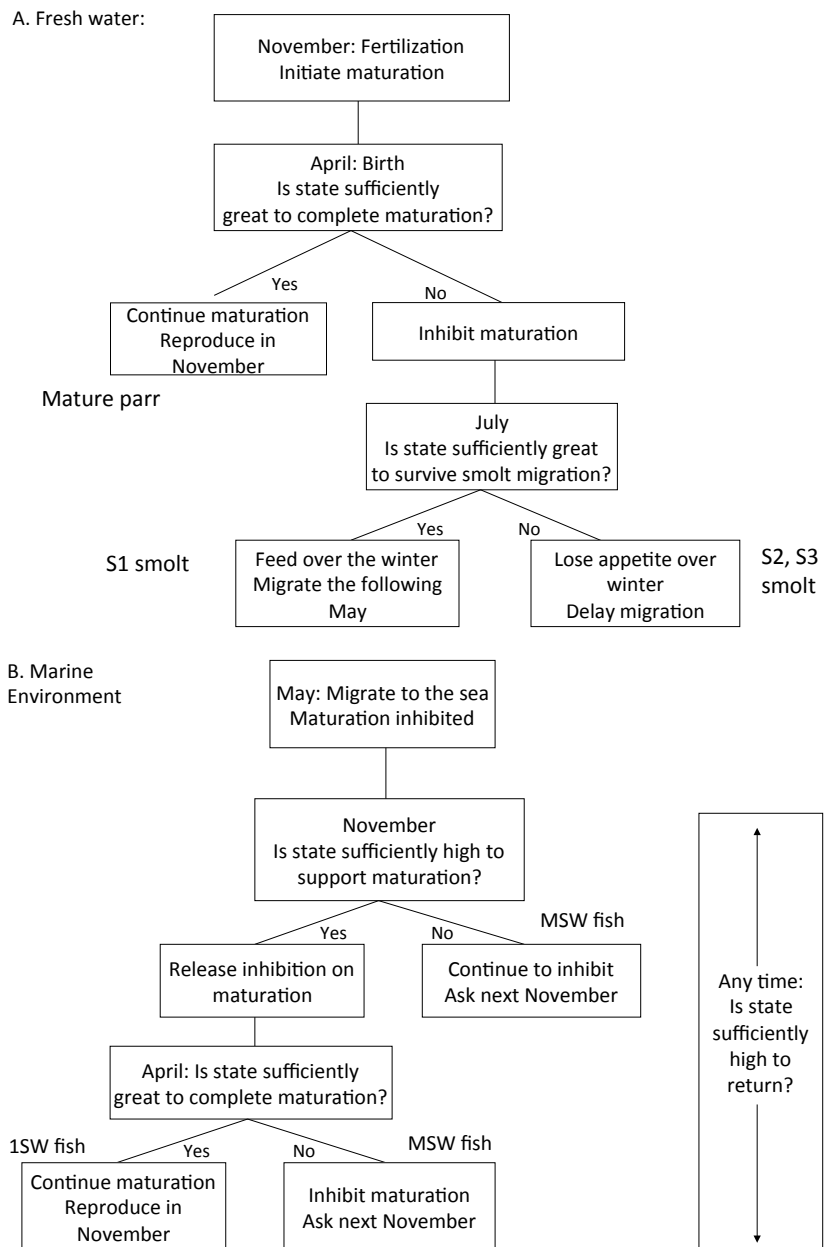 A. Fresh water:
November: Fertilization
Initiate maturation
April: Birth
Is state sufficiently
great to complete maturation?
Yes
No
Continue maturation
Reproduce in
November
Inhibit maturation
Mature parr
July
Is state sufficiently great
to survive smolt migration?
Yes
No
S1 smolt
Feed over the winter
Migrate the following
May
Lose appetite over
winter
Delay migration
S2, S3
smolt
B. Marine
Environment
May: Migrate to the sea
Maturation inhibited
November
Is state sufficiently high to
support maturation?
Yes
No
MSW fish
Release inhibition on
maturation
Continue to inhibit
Ask next November
April: Is state sufficiently
great to complete maturation?
1SW fish
Yes
No
MSW fish
Continue maturation
Reproduce in
November
Inhibit maturation
Ask next November
Any time:
Is state
sufficiently
high to
return?